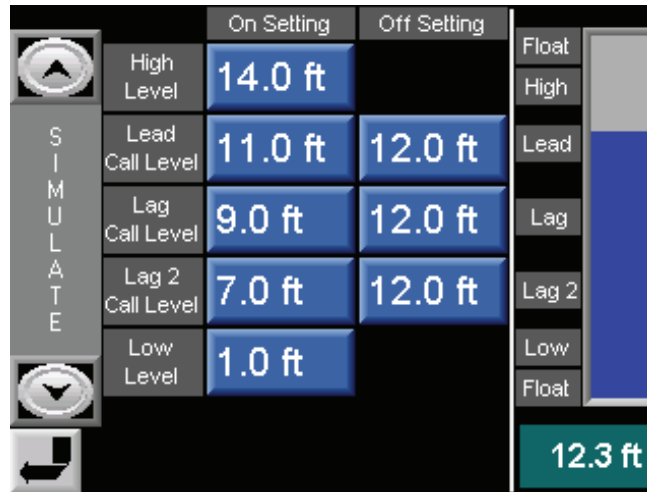 On Setting Off Setting
High
Level
14.0 ft
Lead
Call Level
11.0 ft 12.0 ft
Lag
Call Level
9.0 ft 12.0 ft
Lag 2
Call Level
7.0 ft 12.0 ft
Low
Level
1.0 ft
SIMULATE
Float
High
Lead
Lag
Lag 2
Low
Float
12.3 ft